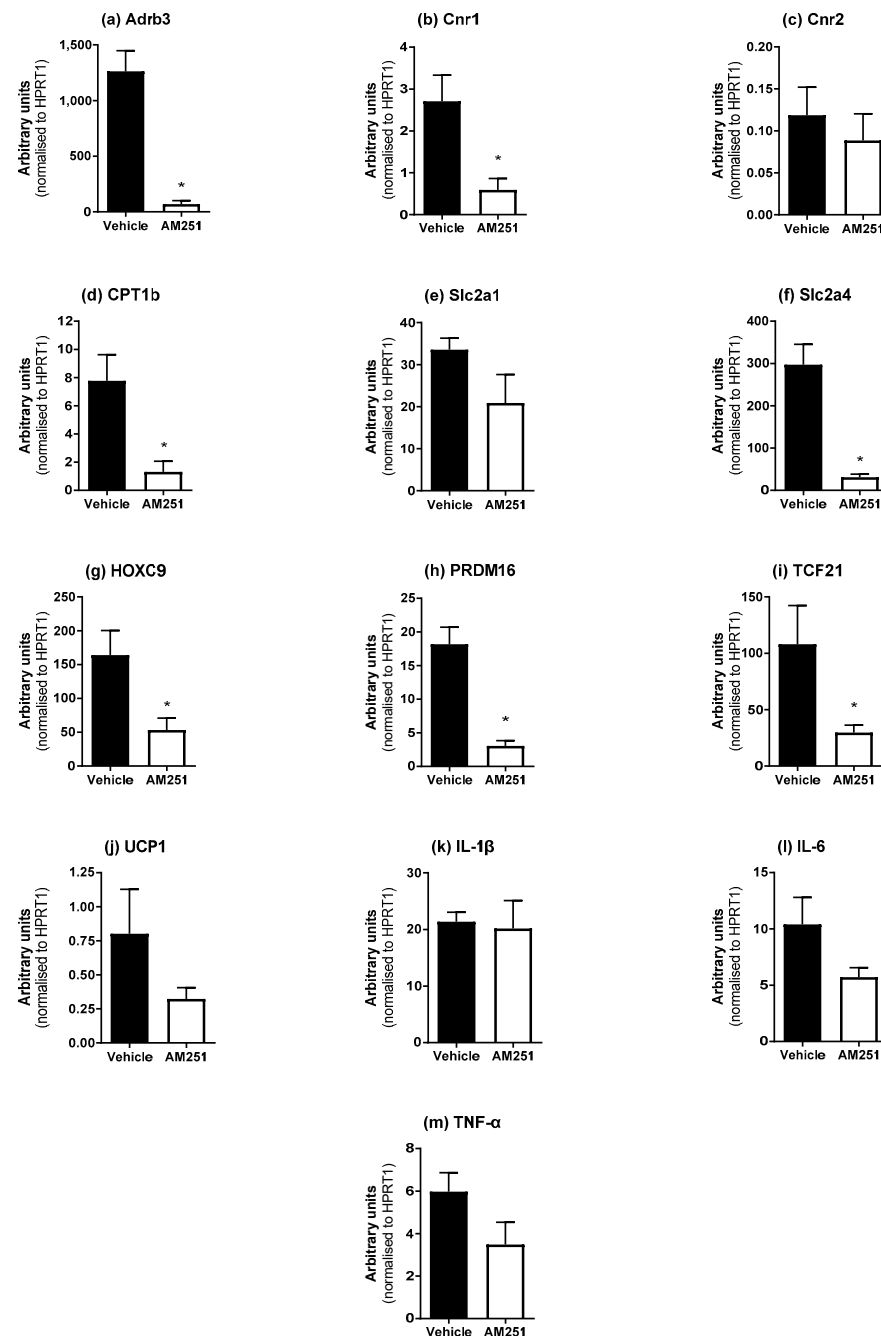 (a) Adrb3
Arbitrary units
(normalised to HPRT1)
1,500
1,000
500
0
*
Vehicle AM251
(b) Cnr1
Arbitrary units
(normalised to HPRT1)
4
3
2
1
0
*
Vehicle AM251
(c) Cnr2
Arbitrary units
(normalised to HPRT1)
0.20
0.15
0.10
0.05
0.00
Vehicle AM251
(d) CPT1b
Arbitrary units
(normalised to HPRT1)
12
10
8
6
4
2
0
*
Vehicle AM251
(e) Slc2a1
Arbitrary units
(normalised to HPRT1)
40
30
20
10
0
Vehicle AM251
(f) Slc2a4
Arbitrary units
(normalised to HPRT1)
400
300
200
100
0
*
Vehicle AM251
(g) HOXC9
Arbitrary units
(normalised to HPRT1)
250
200
150
100
50
0
*
Vehicle AM251
(h) PRDM16
Arbitrary units
(normalised to HPRT1)
25
20
15
10
5
0
*
Vehicle AM251
(i) TCF21
Arbitrary units
(normalised to HPRT1)
150
100
50
0
*
Vehicle AM251
(j) UCP1
Arbitrary units
(normalised to HPRT1)
1.25
1.00
0.75
0.50
0.25
0.00
Vehicle AM251
(k) IL-1β
Arbitrary units
(normalised to HPRT1)
30
20
10
0
Vehicle AM251
(l) IL-6
Arbitrary units
(normalised to HPRT1)
15
10
5
0
Vehicle AM251
(m) TNF-α
Arbitrary units
(normalised to HPRT1)
8
6
4
2
0
Vehicle AM251